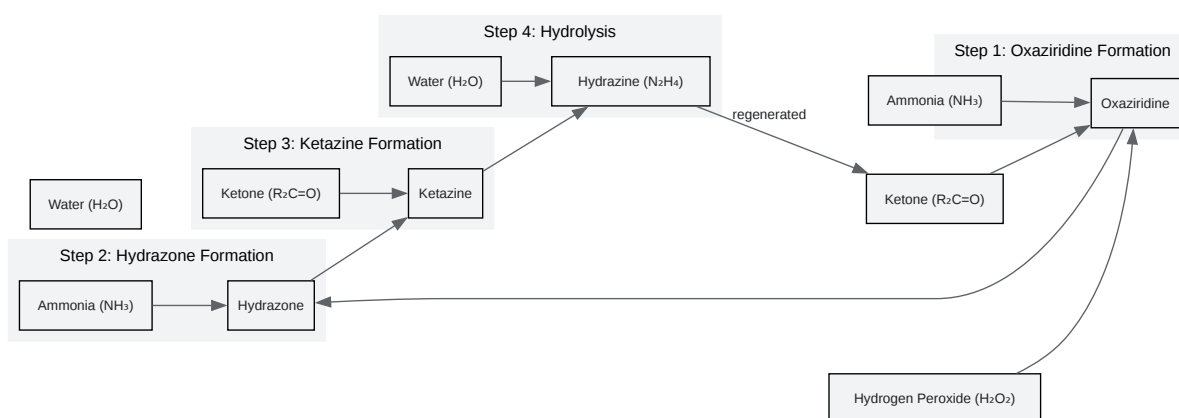 Step 4: Hydrolysis
Water (H₂O)
Hydrazine (N₂H₄)
Step 1: Oxaziridine Formation
Ammonia (NH₃)
Oxaziridine
regenerated
Step 3: Ketazine Formation
Ketone (R₂C=O)
Ketazine
Ketone (R₂C=O)
Water (H₂O)
Step 2: Hydrazone Formation
Ammonia (NH₃)
Hydrazone
Hydrogen Peroxide (H₂O₂)